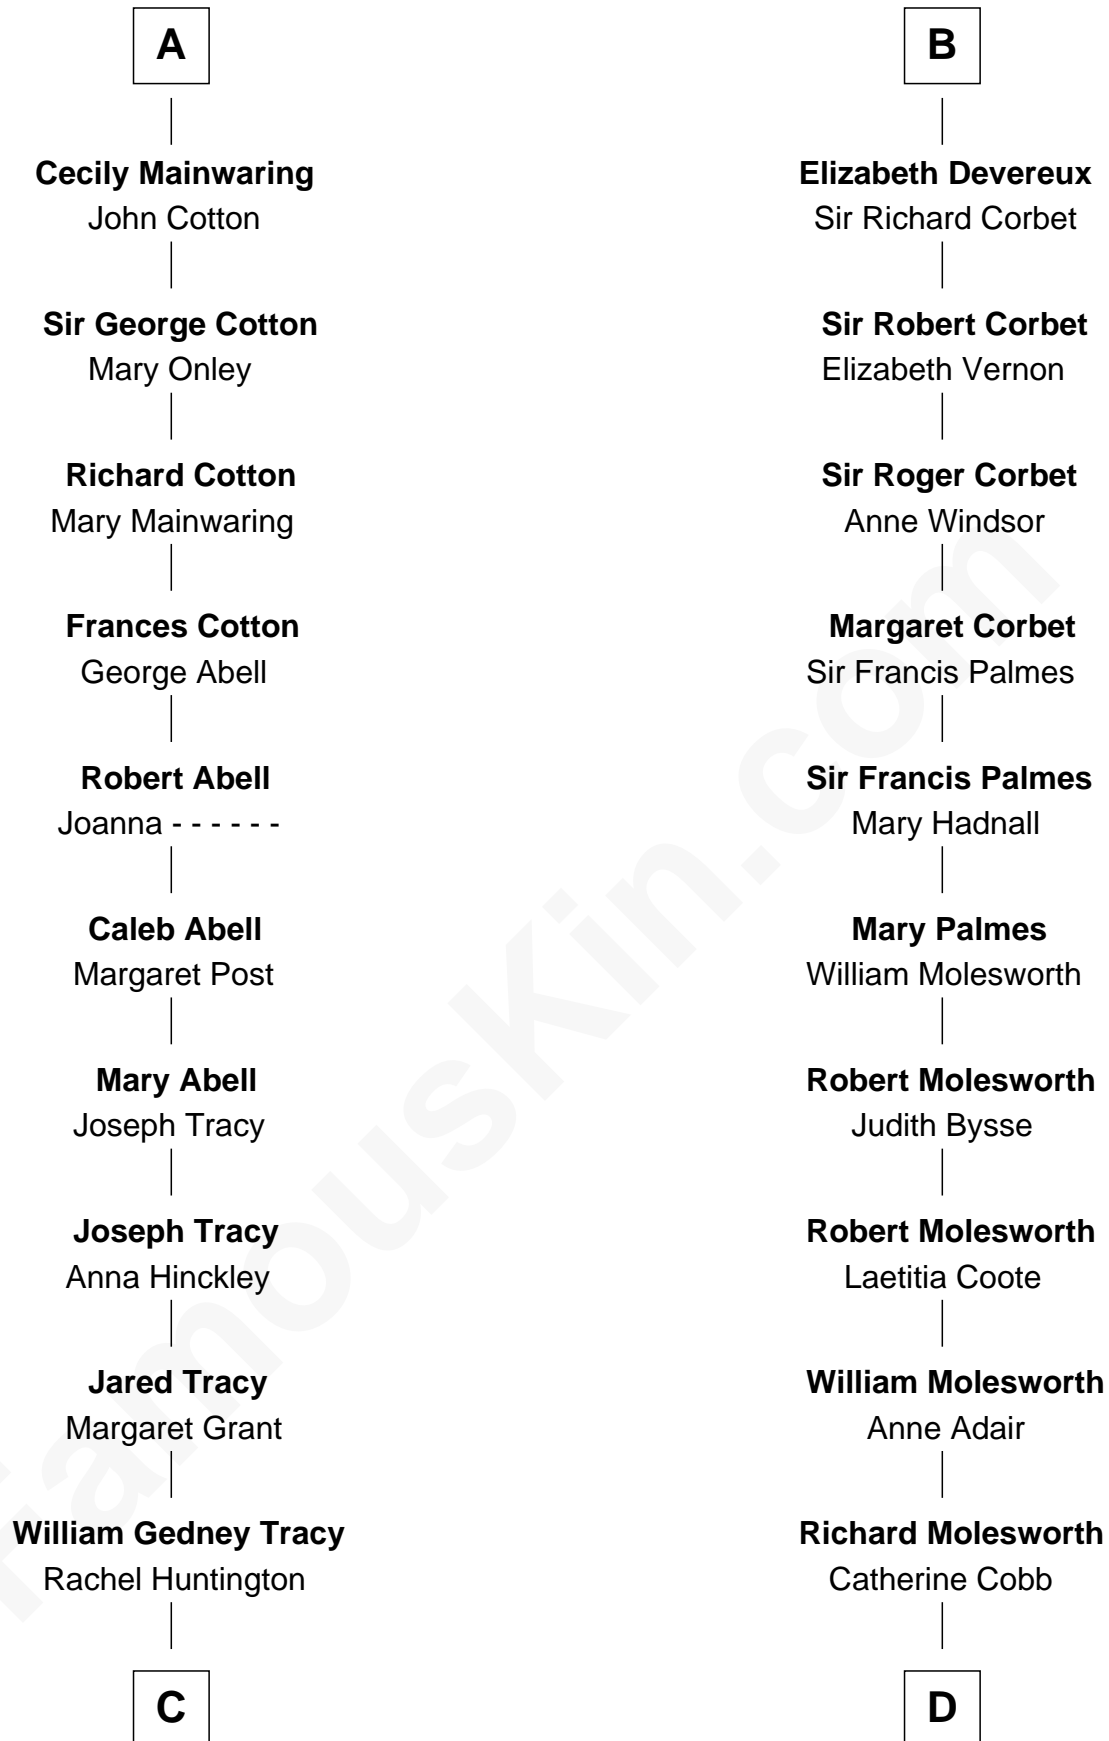 A
Cecily Mainwaring
John Cotton
Sir George Cotton
Mary Onley
Richard Cotton
Mary Mainwaring
Frances Cotton
George Abell
Robert Abell
Joanna - - - - - -
Caleb Abell
Margaret Post
Mary Abell
Joseph Tracy
Joseph Tracy
Anna Hinckley
Jared Tracy
Margaret Grant
William Gedney Tracy
Rachel Huntington
C
B
Elizabeth Devereux
Sir Richard Corbet
Sir Robert Corbet
Elizabeth Vernon
Sir Roger Corbet
Anne Windsor
Margaret Corbet
Sir Francis Palmes
Sir Francis Palmes
Mary Hadnall
Mary Palmes
William Molesworth
Robert Molesworth
Judith Bysse
Robert Molesworth
Laetitia Coote
William Molesworth
Anne Adair
Richard Molesworth
Catherine Cobb
D
FamousKin.com